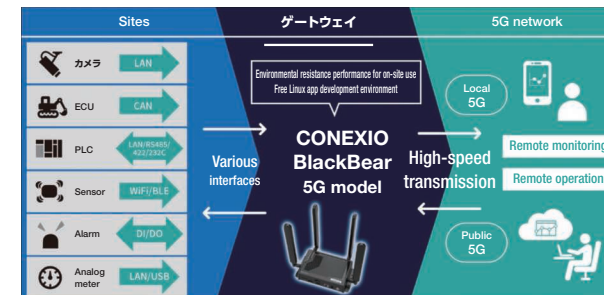 Sites
ゲートウェイ
5G network
カメラ
LAN
ECU
CAN
PLC
LAN/RS485/
422/232C
Sensor
WiFi/BLE
Alarm
DI/DO
Analog
meter
LAN/USB
Various
interfaces
Environmental resistance performance for on-site use
Free Linux app development environment
CONEXIO
BlackBear
5G model
High-speed
transmission
Local
5G
Remote monitoring
Remote operation
Public
5G